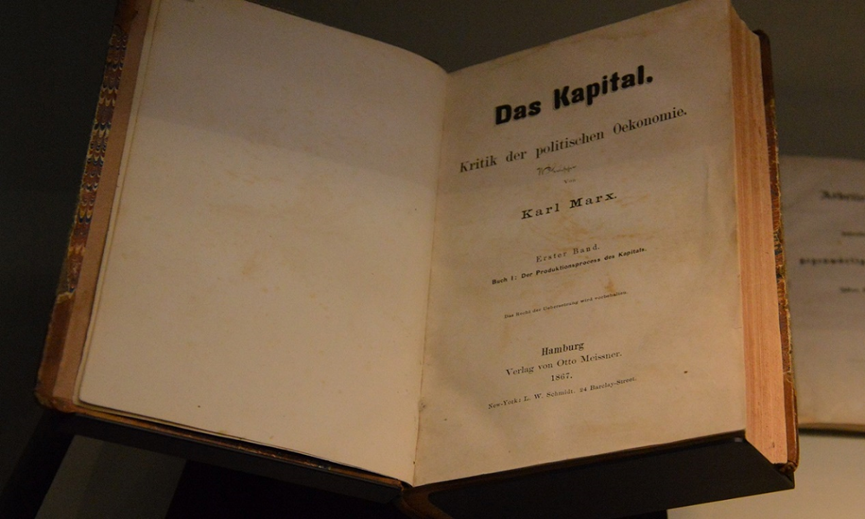 Das Kapital.
Kritik der politischen Oekonomie.
von
Karl Marx.
Erster Band.
Buch I: Der Produktionsprocess des Kapitals.
Das Recht der Uebersetzung wird vorbehalten.
Hamburg
Verlag von Otto Meissner.
1867.
New-York: L. W. Schmidt. 24 Barclay-Street.
gegenwärtig